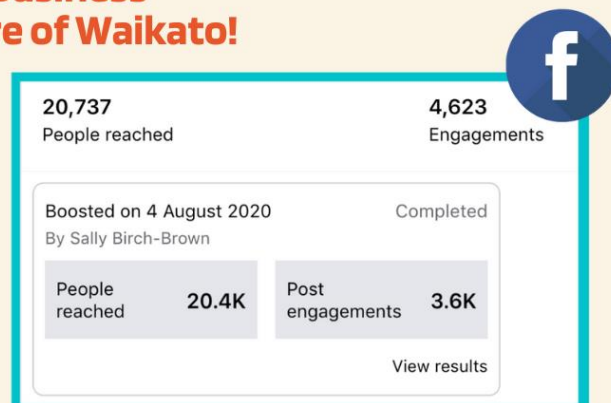 re of Waikato!
20,737
People reached
4,623
Engagements
Boosted on 4 August 2020
Completed
By Sally Birch-Brown
People reached
20.4K
Post engagements
3.6K
View results